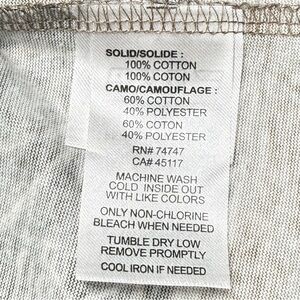 SOLID/SOLIDE :
100% COTTON
100% COTON
CAMO/CAMOUFLAGE :
60% COTTON
40% POLYESTER
60% COTON
40% POLYESTER
RN# 74747
CA# 45117
MACHINE WASH
COLD INSIDE OUT
WITH LIKE COLORS
ONLY NON-CHLORINE
BLEACH WHEN NEEDED
TUMBLE DRY LOW
REMOVE PROMPTLY
COOL IRON IF NEEDED